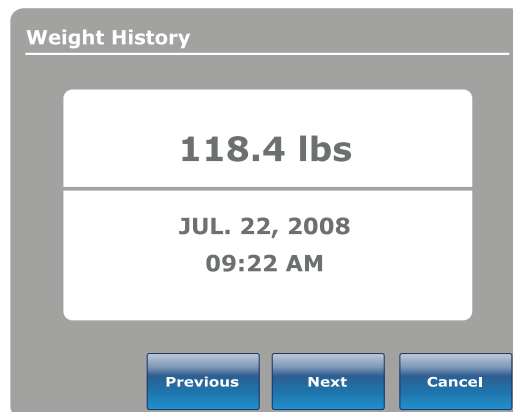 Weight History
118.4 lbs
JUL. 22, 2008
09:22 AM
Previous Next Cancel